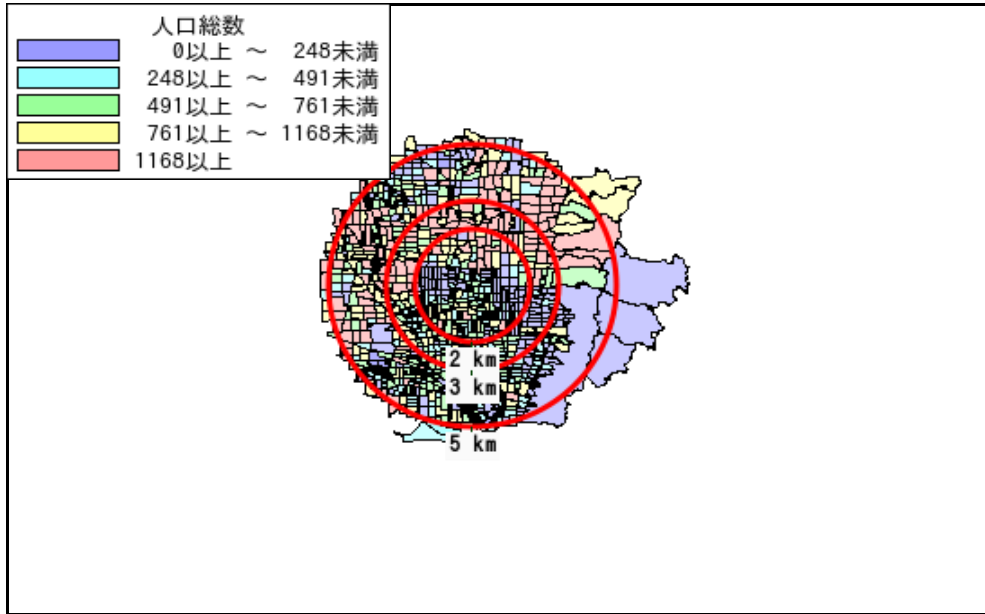 人口総数
0以上 ～ 248未満
248以上 ～ 491未満
491以上 ～ 761未満
761以上 ～ 1168未満
1168以上
2 km
3 km
5 km